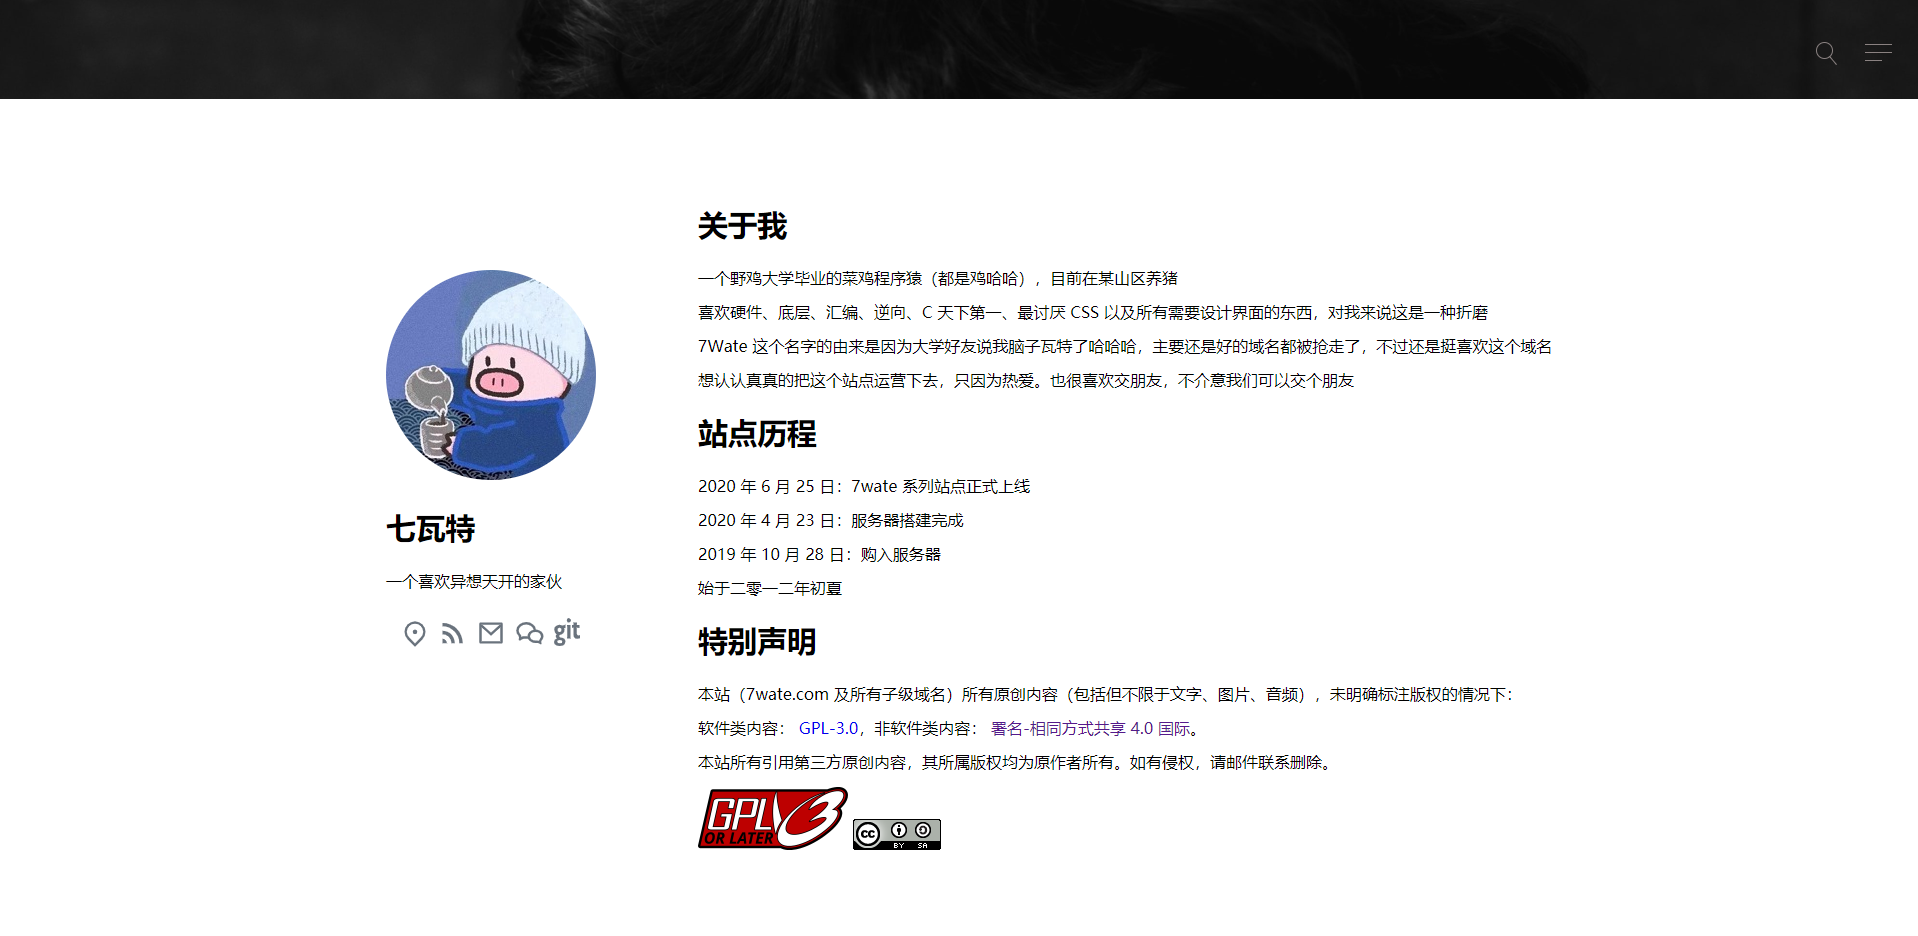 七瓦特
一个喜欢异想天开的家伙
git
关于我
一个野鸡大学毕业的菜鸡程序猿（都是鸡哈哈），目前在某山区养猪
喜欢硬件、底层、汇编、逆向、C 天下第一、最讨厌 CSS 以及所有需要设计界面的东西，对我来说这是一种折磨
7Wate 这个名字的由来是因为大学好友说我脑子瓦特了哈哈哈，主要还是好的域名都被抢走了，不过还是挺喜欢这个域名
想认认真真的把这个站点运营下去，只因为热爱。也很喜欢交朋友，不介意我们可以交个朋友
站点历程
2020 年 6 月 25 日：7wate 系列站点正式上线
2020 年 4 月 23 日：服务器搭建完成
2019 年 10 月 28 日：购入服务器
始于二零一二年初夏
特别声明
本站（7wate.com 及所有子级域名）所有原创内容（包括但不限于文字、图片、音频），未明确标注版权的情况下：
软件类内容： GPL-3.0，非软件类内容： 署名-相同方式共享 4.0 国际。
本站所有引用第三方原创内容，其所属版权均为原作者所有。如有侵权，请邮件联系删除。
GPLv3
OR LATER
cc
BY SA